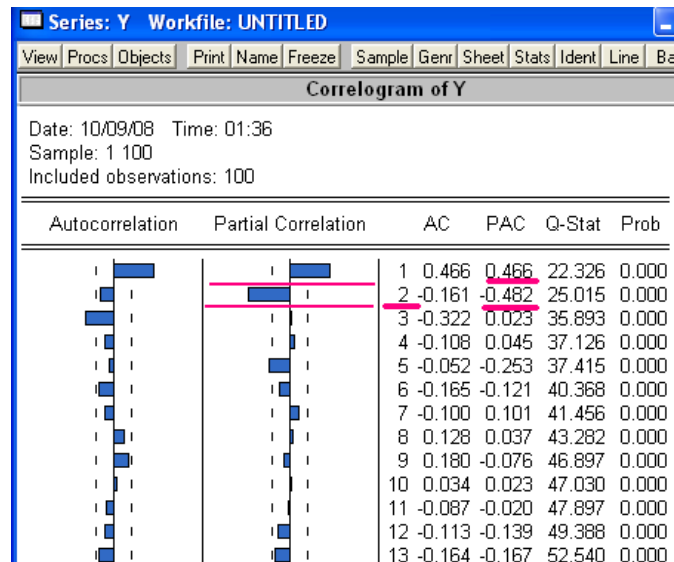 Series: Y Workfile: UNTITLED
View Procs Objects Print Name Freeze Sample Genr Sheet Stats Ident Line Ba
Correlogram of Y
Date: 10/09/08 Time: 01:36
Sample: 1 100
Included observations: 100
Autocorrelation Partial Correlation AC PAC Q-Stat Prob
1 0.466 0.466 22.326 0.000
2 -0.161 -0.482 25.015 0.000
3 -0.322 0.023 35.893 0.000
4 -0.108 0.045 37.126 0.000
5 -0.052 -0.253 37.415 0.000
6 -0.165 -0.121 40.368 0.000
7 -0.100 0.101 41.456 0.000
8 0.128 0.037 43.282 0.000
9 0.180 -0.076 46.897 0.000
10 0.034 0.023 47.030 0.000
11 -0.087 -0.020 47.897 0.000
12 -0.113 -0.139 49.388 0.000
13 -0.164 -0.167 52.540 0.000